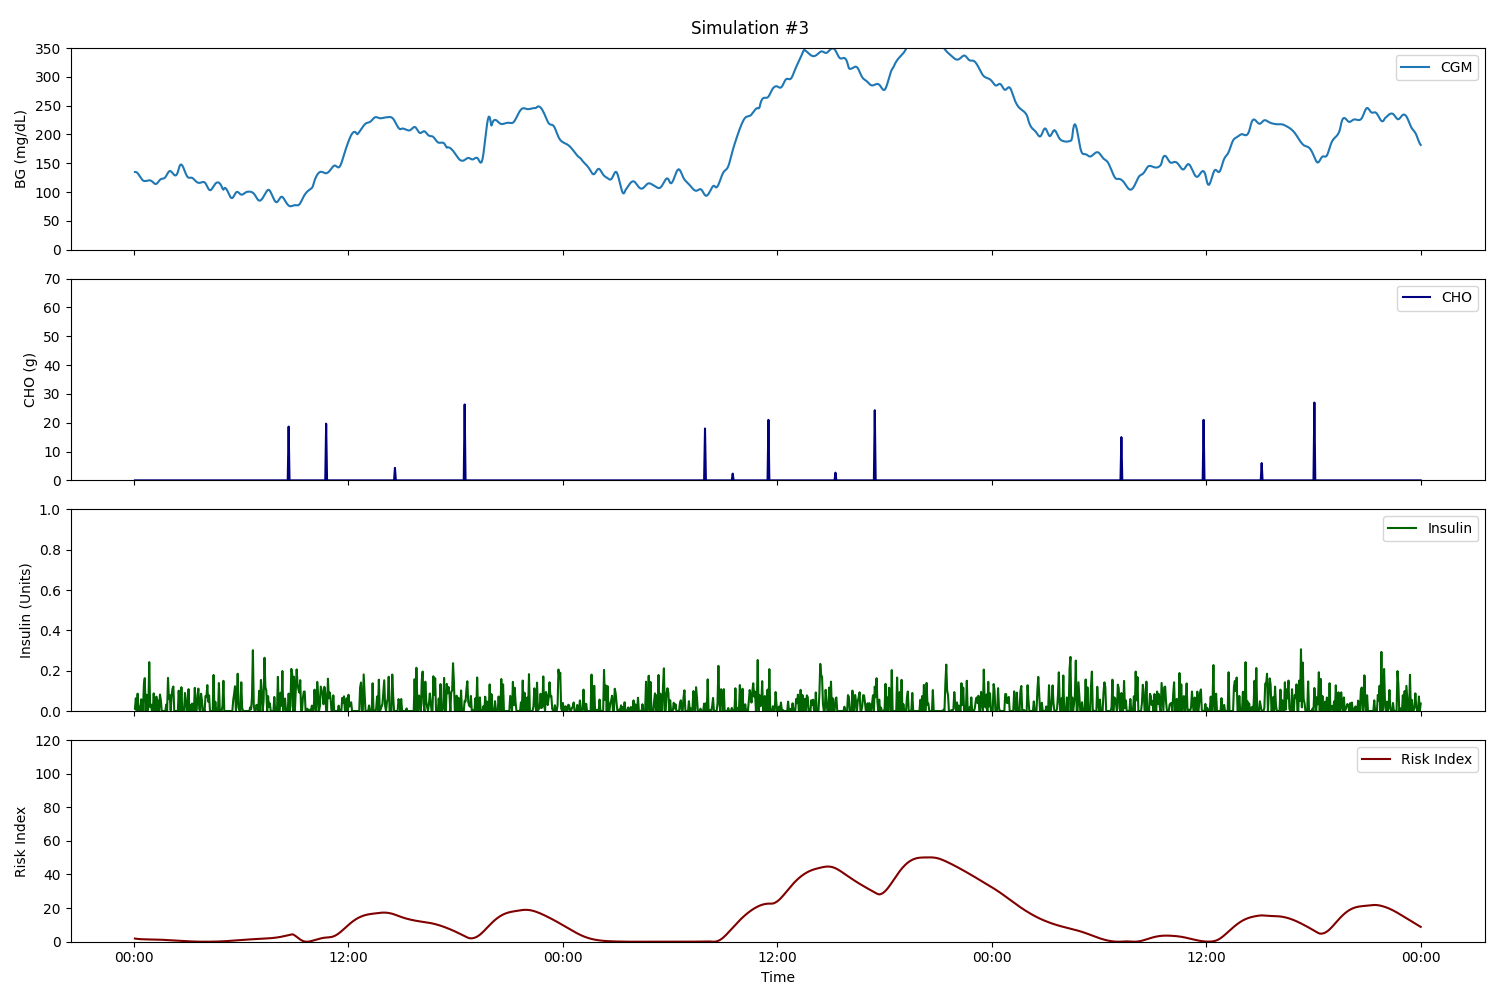 Simulation #3
350
300
250
200
150
100
50
0
BG (mg/dL)
CGM
70
60
50
40
30
20
10
0
CHO (g)
CHO
1.0
0.8
0.6
0.4
0.2
0.0
Insulin (Units)
Insulin
120
100
80
60
40
20
0
Risk Index
Risk Index
00:00 12:00 00:00 12:00 00:00 12:00 00:00
Time